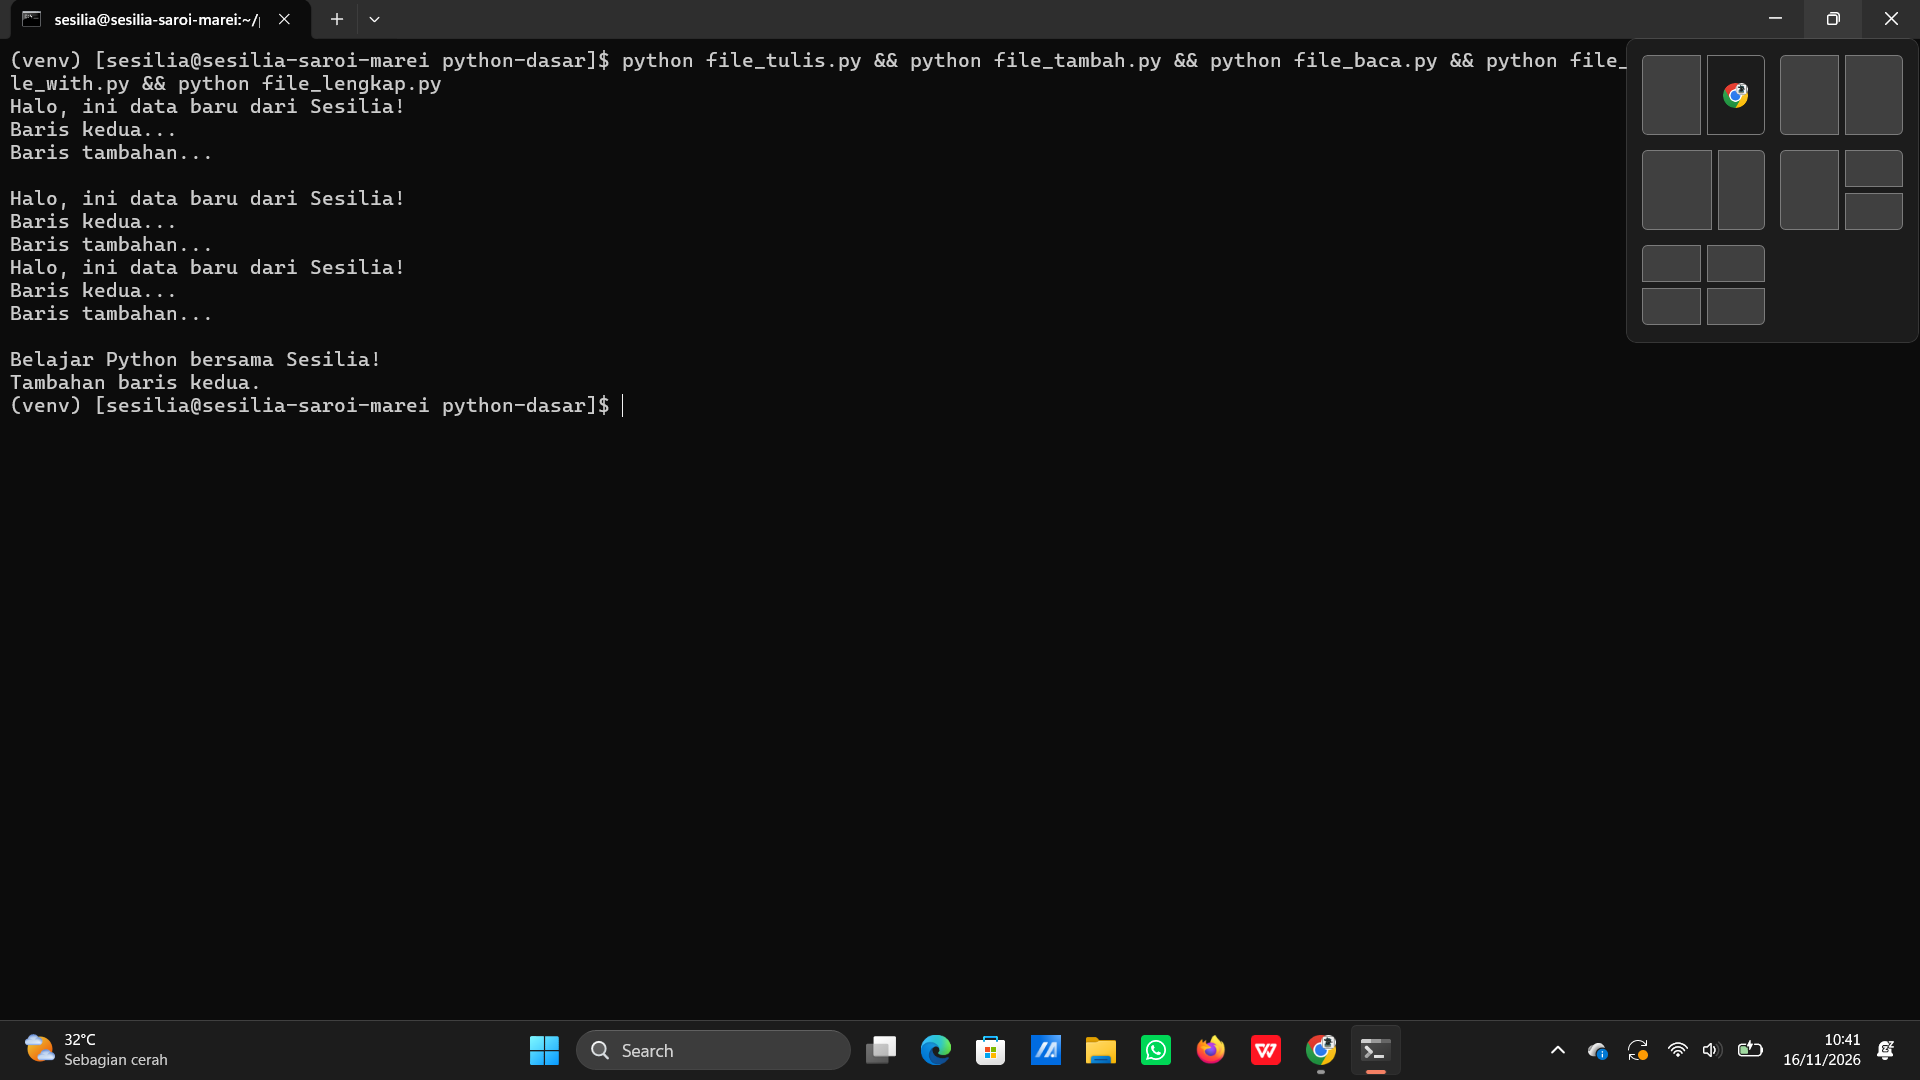 sesilia@sesilia-saroi-marei:~/
(venv) [sesilia@sesilia-saroi-marei python-dasar]$ python file_tulis.py && python file_tambah.py && python file_baca.py && python file_
le_with.py && python file_lengkap.py
Halo, ini data baru dari Sesilia!
Baris kedua...
Baris tambahan...
Halo, ini data baru dari Sesilia!
Baris kedua...
Baris tambahan...
Halo, ini data baru dari Sesilia!
Baris kedua...
Baris tambahan...
Belajar Python bersama Sesilia!
Tambahan baris kedua.
(venv) [sesilia@sesilia-saroi-marei python-dasar]$
32°C
Sebagian cerah
Search
10:41
16/11/2026